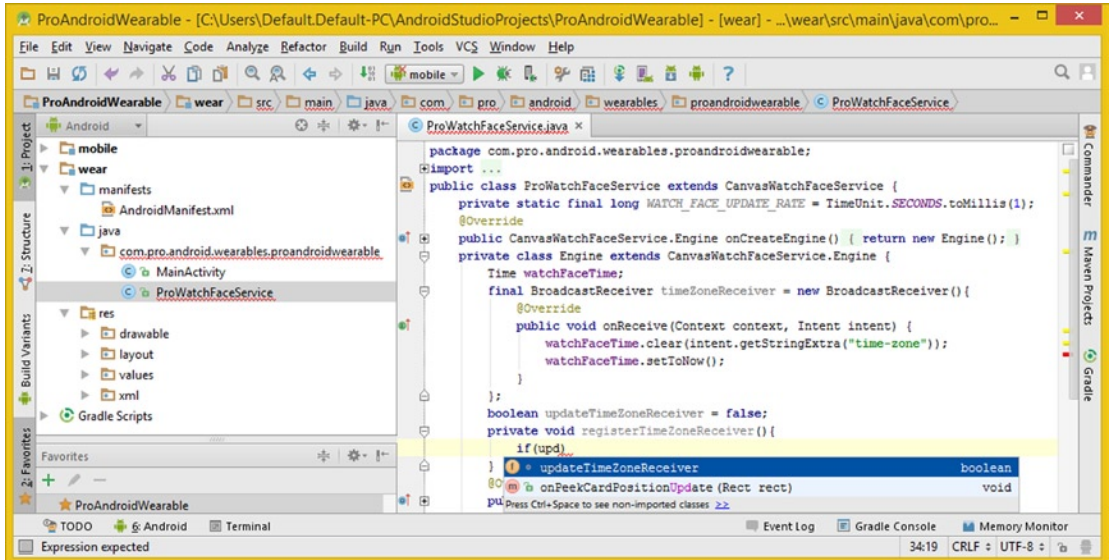 ProAndroidWearable - [C:\Users\Default.Default-PC\AndroidStudioProjects\ProAndroidWearable] - [wear] - ...\wear\src\main\java\com\pro...
File Edit View Navigate Code Analyze Refactor Build Run Tools VCS Window Help
mobile
ProAndroidWearable wear src main java com pro android wearables proandroidwearable ProWatchFaceService
1: Project
Z: Structure
Build Variants
2: Favorites
Android
mobile
wear
manifests
AndroidManifest.xml
java
com.pro.android.wearables.proandroidwearable
MainActivity
ProWatchFaceService
res
drawable
layout
values
xml
Gradle Scripts
Favorites
ProAndroidWearable
ProWatchFaceService.java
package com.pro.android.wearables.proandroidwearable;
import ...
public class ProWatchFaceService extends CanvasWatchFaceService {
private static final long WATCH_FACE_UPDATE_RATE = TimeUnit.SECONDS.toMillis(1);
@Override
public CanvasWatchFaceService.Engine onCreateEngine() { return new Engine(); }
private class Engine extends CanvasWatchFaceService.Engine {
Time watchFaceTime;
final BroadcastReceiver timeZoneReceiver = new BroadcastReceiver(){
@Override
public void onReceive(Context context, Intent intent) {
watchFaceTime.clear(intent.getStringExtra("time-zone"));
watchFaceTime.setToNow();
}
};
boolean updateTimeZoneReceiver = false;
private void registerTimeZoneReceiver(){
if(upd)
}
@O
pu
updateTimeZoneReceiver boolean
onPeekCardPositionUpdate(Rect rect) void
Press Ctrl+Space to see non-imported classes >>
Commander
Maven Projects
Gradle
TODO 6: Android Terminal Event Log Gradle Console Memory Monitor
Expression expected 34:19 CRLF UTF-8